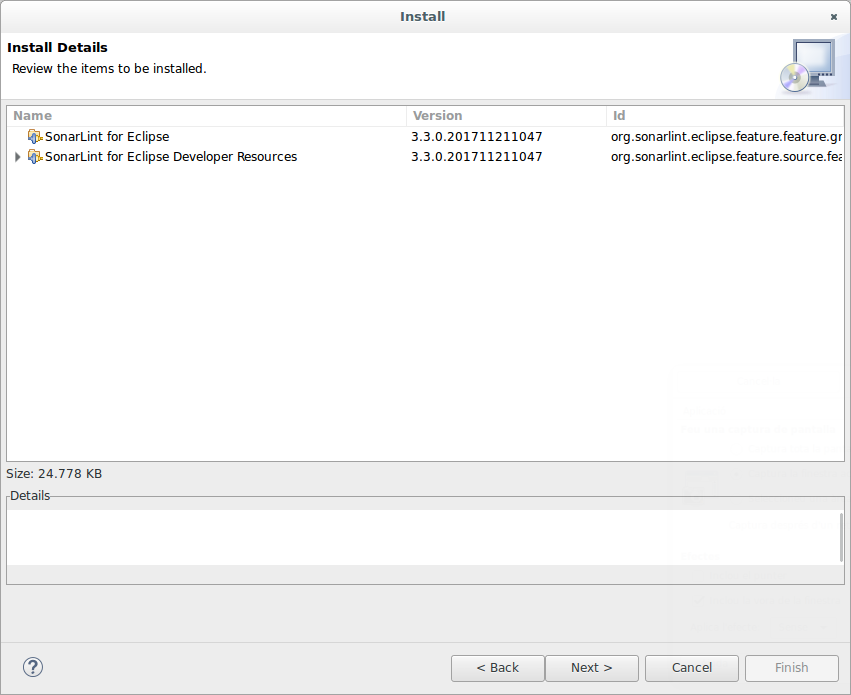 Install
Install Details
Review the items to be installed.
Name Version Id
SonarLint for Eclipse 3.3.0.201711211047 org.sonarlint.eclipse.feature.feature.gr
SonarLint for Eclipse Developer Resources 3.3.0.201711211047 org.sonarlint.eclipse.feature.source.fea
Size: 24.778 KB
Details
? < Back Next > Cancel Finish